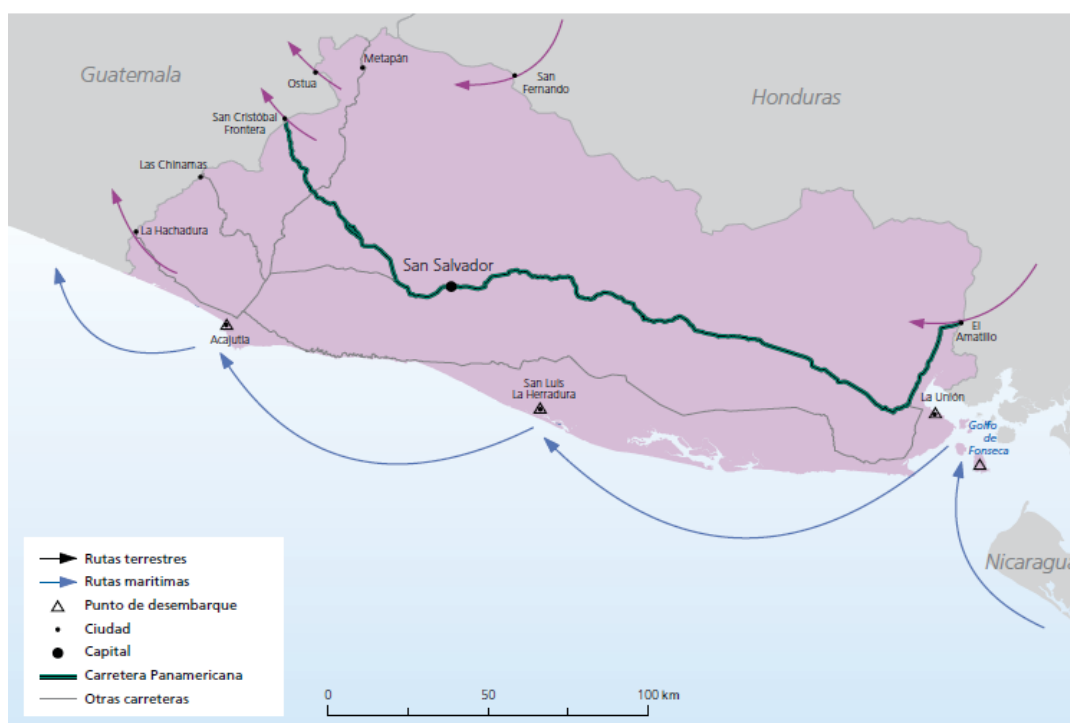 Guatemala
Metapán
Ostua
San
Fernando
Honduras
San Cristóbal
Frontera
Las Chinamas
La Hachadura
San Salvador
El
Amatillo
Acajutla
San Luis
La Herradura
La Unión
Golfo
de
Fonseca
Nicaragua
Rutas terrestres
Rutas maritimas
Punto de desembarque
Ciudad
Capital
Carretera Panamericana
Otras carreteras
0 50 100 km